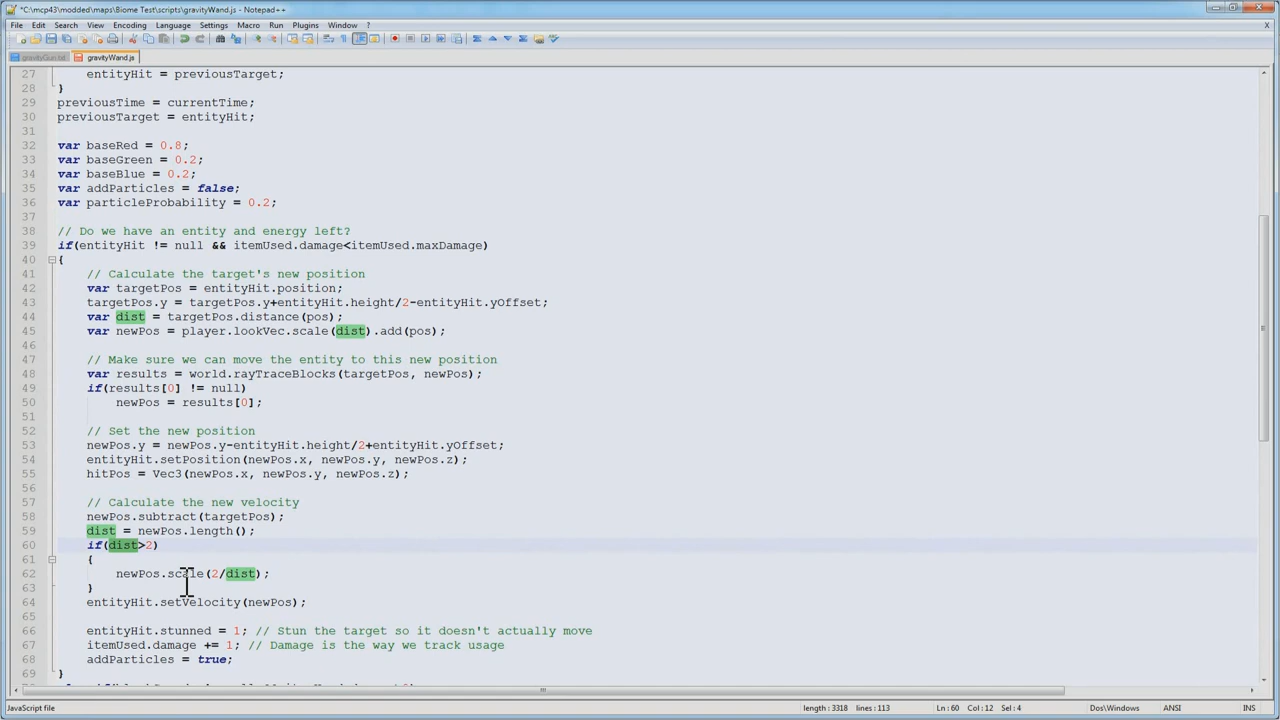 *C:\mcp43\modded\maps\Biome Test\scripts\gravityWand.js - Notepad++
File Edit Search View Encoding Language Settings Macro Run Plugins Window ? X
gravityGun.txt gravityWand.js
27 entityHit = previousTarget;
28 }
29 previousTime = currentTime;
30 previousTarget = entityHit;
31
32 var baseRed = 0.8;
33 var baseGreen = 0.2;
34 var baseBlue = 0.2;
35 var addParticles = false;
36 var particleProbability = 0.2;
37
38 // Do we have an entity and energy left?
39 if(entityHit != null && itemUsed.damage<itemUsed.maxDamage)
40 {
41 // Calculate the target's new position
42 var targetPos = entityHit.position;
43 targetPos.y = targetPos.y+entityHit.height/2-entityHit.yOffset;
44 var dist = targetPos.distance(pos);
45 var newPos = player.lookVec.scale(dist).add(pos);
46
47 // Make sure we can move the entity to this new position
48 var results = world.rayTraceBlocks(targetPos, newPos);
49 if(results[0] != null)
50 newPos = results[0];
51
52 // Set the new position
53 newPos.y = newPos.y-entityHit.height/2+entityHit.yOffset;
54 entityHit.setPosition(newPos.x, newPos.y, newPos.z);
55 hitPos = Vec3(newPos.x, newPos.y, newPos.z);
56
57 // Calculate the new velocity
58 newPos.subtract(targetPos);
59 dist = newPos.length();
60 if(dist>2)
61 {
62 newPos.scale(2/dist);
63 }
64 entityHit.setVelocity(newPos);
65
66 entityHit.stunned = 1; // Stun the target so it doesn't actually move
67 itemUsed.damage += 1; // Damage is the way we track usage
68 addParticles = true;
69 }
JavaScript file length : 3318 lines : 113 Ln : 60 Col : 12 Sel : 4 Dos\Windows ANSI INS